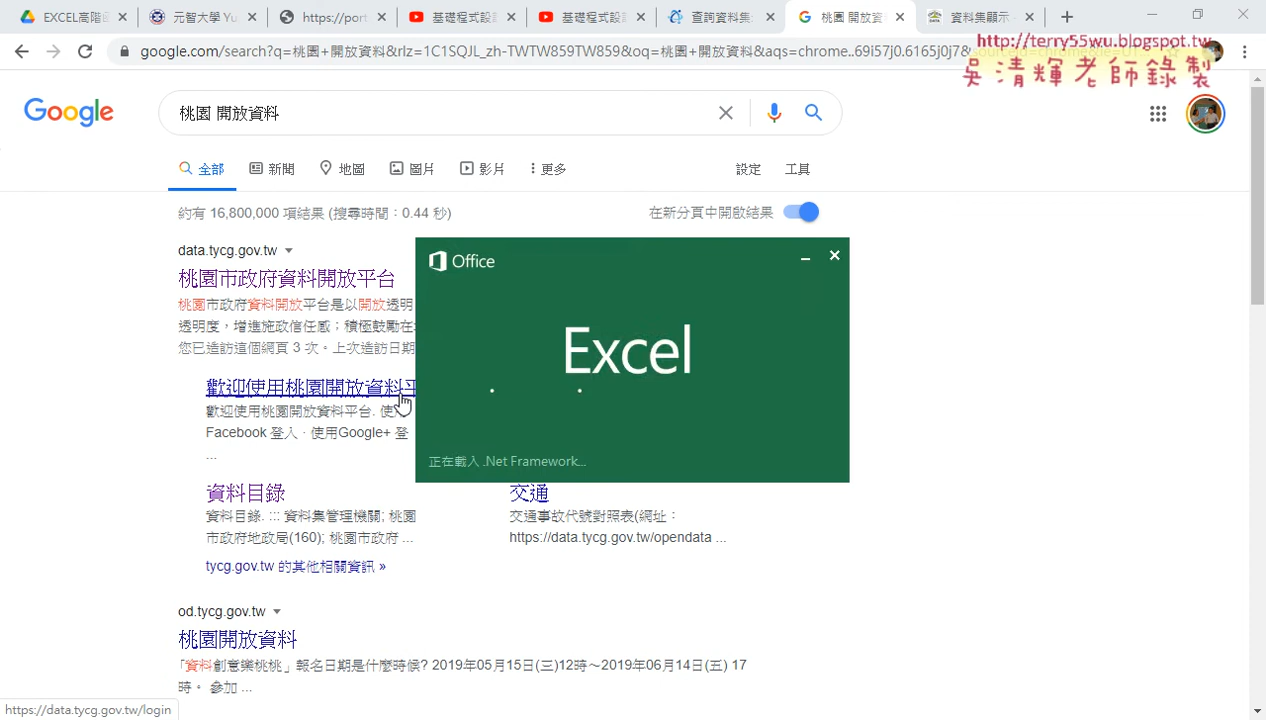 EXCEL高階
元智大學 Yu
https://port
基礎程式設
基礎程式設
查詢資料集
桃園 開放資
資料集顯示
google.com/search?q=桃園+開放資料&rlz=1C1SQJL_zh-TWTW859TW859&oq=桃園+開放資料&aqs=chrome..69i57j0.6165j0j7&
http://terry55wu.blogspot.tw
吳清輝老師錄製
Google
桃園 開放資料
全部
新聞
地圖
圖片
影片
更多
設定
工具
約有 16,800,000 項結果 (搜尋時間:0.44 秒)
在新分頁中開啟結果
data.tycg.gov.tw
桃園市政府資料開放平台
桃園市政府資料開放平台是以開放透明
透明度,增進施政信任感;積極鼓勵在
您已造訪這個網頁 3 次。上次造訪日期
Office
Excel
正在載入 .Net Framework...
歡迎使用桃園開放資料平
歡迎使用桃園開放資料平台. 使用
Facebook 登入 · 使用Google+ 登
...
資料目錄
資料目錄. ::: 資料集管理機關; 桃園
市政府地政局(160); 桃園市政府 ...
交通
交通事故代號對照表(網址:
https://data.tycg.gov.tw/opendata ...
tycg.gov.tw 的其他相關資訊 »
od.tycg.gov.tw
桃園開放資料
「資料創意樂桃桃」報名日期是什麼時候? 2019年05月15日(三)12時~2019年06月14日(五) 17
時。 參加 ...
https://data.tycg.gov.tw/login